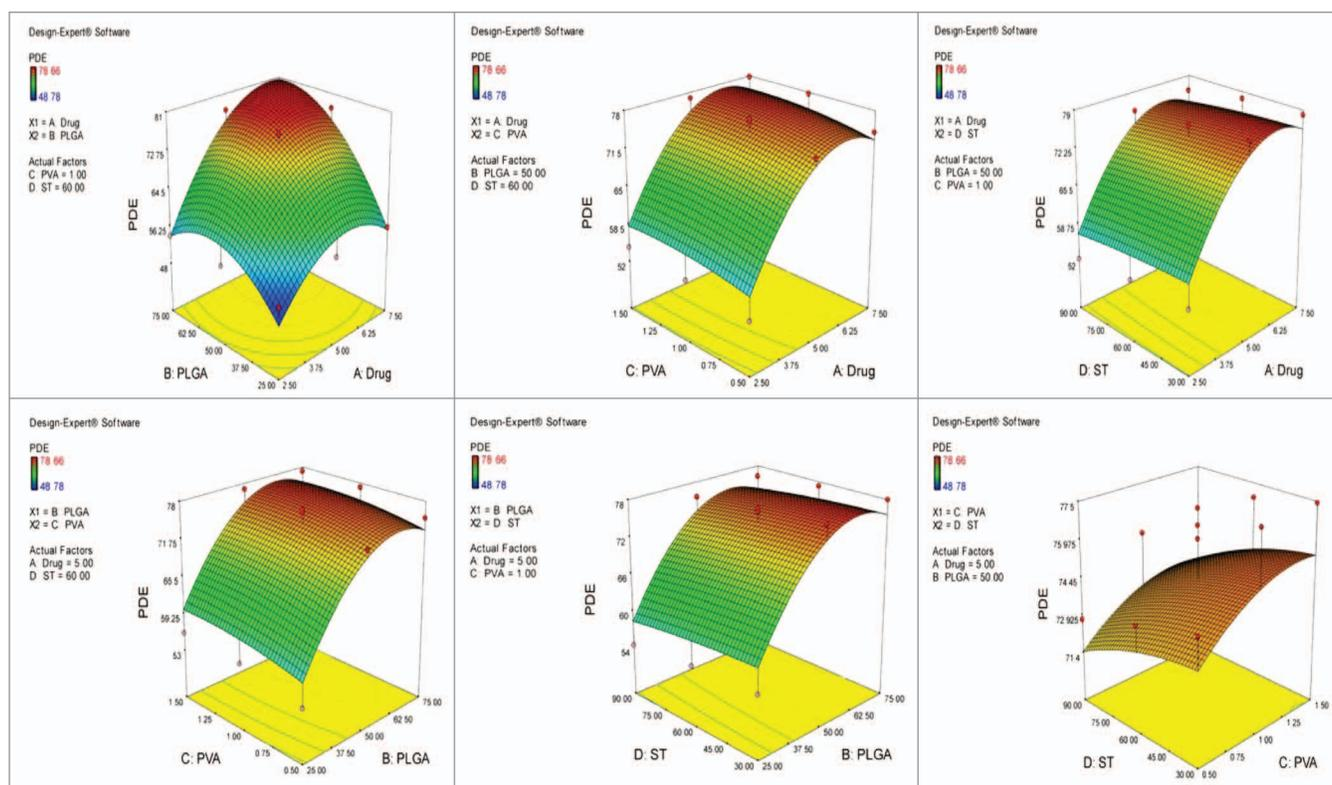 Design-Expert® Software
PDE
78 66
48 78
X1 = A Drug
X2 = B PLGA
Actual Factors
C PVA = 1 00
D ST = 60 00
81
72 75
64 5
56 25
48
PDE
75 00
62 50
50 00
37 50
25 00
2 50
3 75
5 00
6 25
7 50
B: PLGA
A: Drug
Design-Expert® Software
PDE
78 66
48 78
X1 = A Drug
X2 = C PVA
Actual Factors
B PLGA = 50 00
D ST = 60 00
78
71 5
65
58 5
52
PDE
1 50
1 25
1 00
0 75
0 50
2 50
3 75
5 00
6 25
7 50
C: PVA
A: Drug
Design-Expert® Software
PDE
78 66
48 78
X1 = A Drug
X2 = D ST
Actual Factors
B PLGA = 50 00
C PVA = 1 00
79
72 25
65 5
58 75
52
PDE
90 00
75 00
60 00
45 00
30 00
2 50
3 75
5 00
6 25
7 50
D: ST
A: Drug
Design-Expert® Software
PDE
78 66
48 78
X1 = B PLGA
X2 = C PVA
Actual Factors
A Drug = 5 00
D ST = 60 00
78
71 75
65 5
59 25
53
PDE
1 50
1 25
1 00
0 75
0 50
25 00
37 50
50 00
62 50
75 00
C: PVA
B: PLGA
Design-Expert® Software
PDE
78 66
48 78
X1 = B PLGA
X2 = D ST
Actual Factors
A Drug = 5 00
C PVA = 1 00
78
72
66
60
54
PDE
90 00
75 00
60 00
45 00
30 00
25 00
37 50
50 00
62 50
75 00
D: ST
B: PLGA
Design-Expert® Software
PDE
78 66
48 78
X1 = C PVA
X2 = D ST
Actual Factors
A Drug = 5 00
B PLGA = 50 00
77 5
75 975
74 45
72 925
71 4
PDE
90 00
75 00
60 00
45 00
30 00
0 50
0 75
1 00
1 25
1 50
D: ST
C: PVA